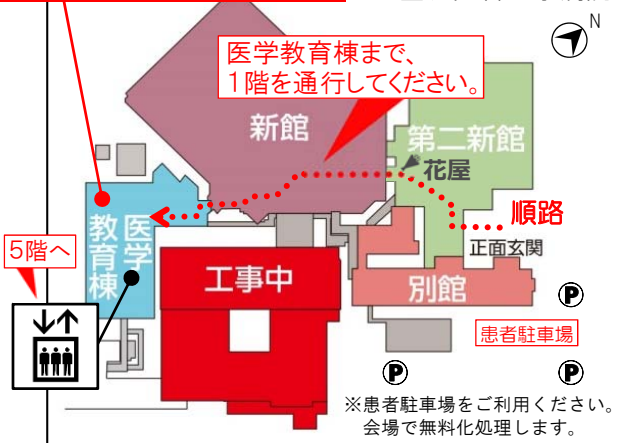 N
医学教育棟まで、
1階を通行してください。
新館
第二新館
花屋
順路
医学
教育棟
5階へ
正面玄関
工事中
別館
P
患者駐車場
P
P
※患者駐車場をご利用ください。
会場で無料化処理します。